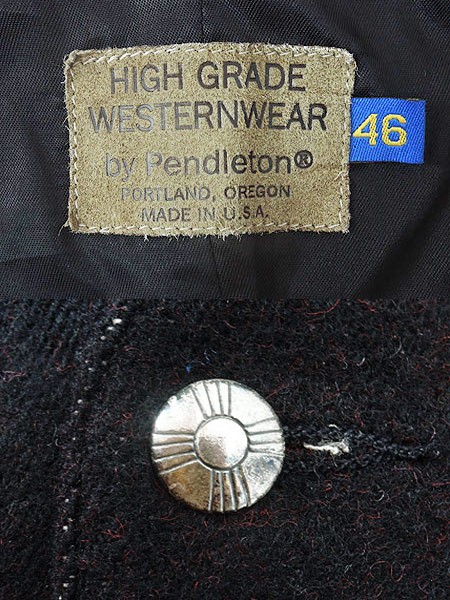 HIGH GRADE
WESTERNWEAR
by Pendleton®
PORTLAND, OREGON
MADE IN U.S.A.
46